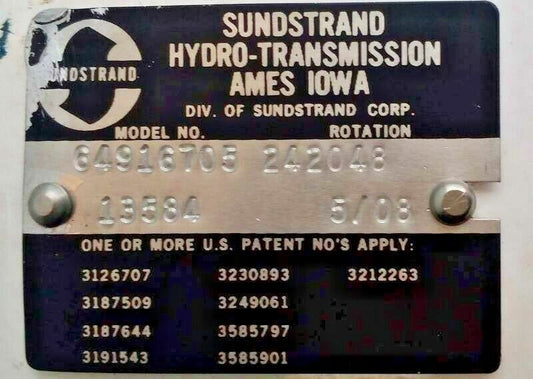 SUNDSTRAND
HYDRO-TRANSMISSION
AMES IOWA
UNDSTRAND
DIV. OF SUNDSTRAND CORP.
MODEL NO. ROTATION
64916705 242048
13584 5/08
ONE OR MORE U.S. PATENT NO'S APPLY:
3126707 3230893 3212263
3187509 3249061
3187644 3585797
3191543 3585901